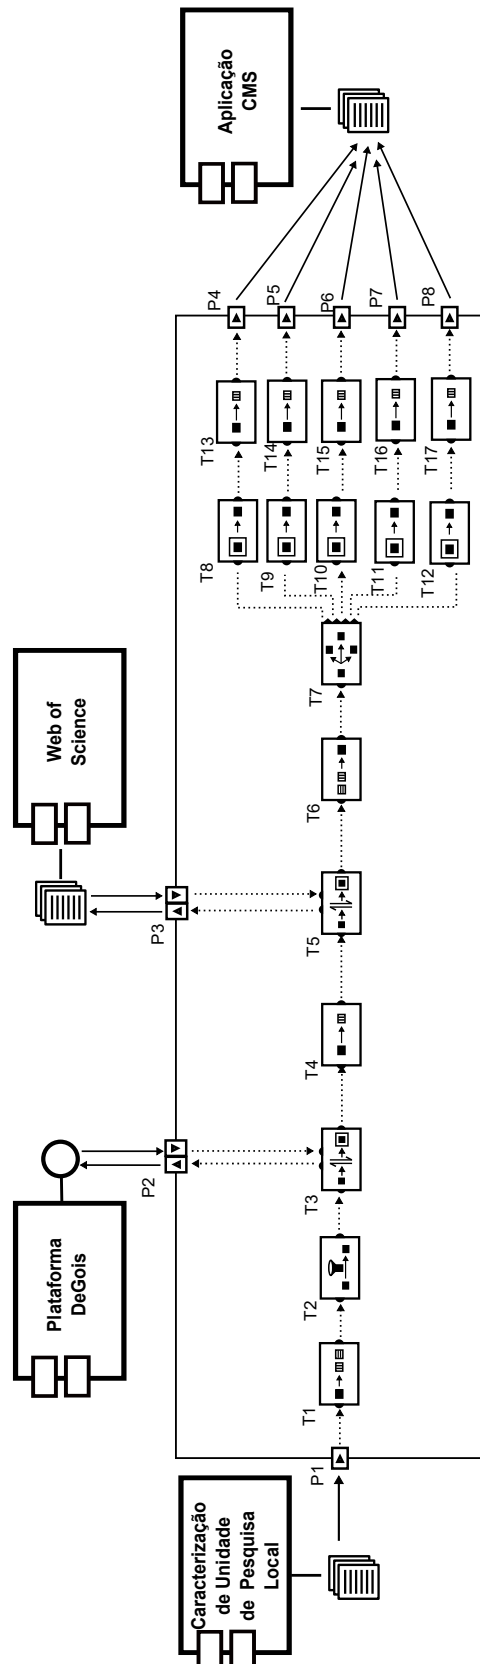 Caracterização
de Unidade
de Pesquisa
Local
Plataforma
DeGois
Web of
Science
Aplicação
CMS
P1
T1
T2
T3
P2
T4
T5
P3
T6
T7
T8
T9
T10
T11
T12
T13
T14
T15
T16
T17
P4
P5
P6
P7
P8